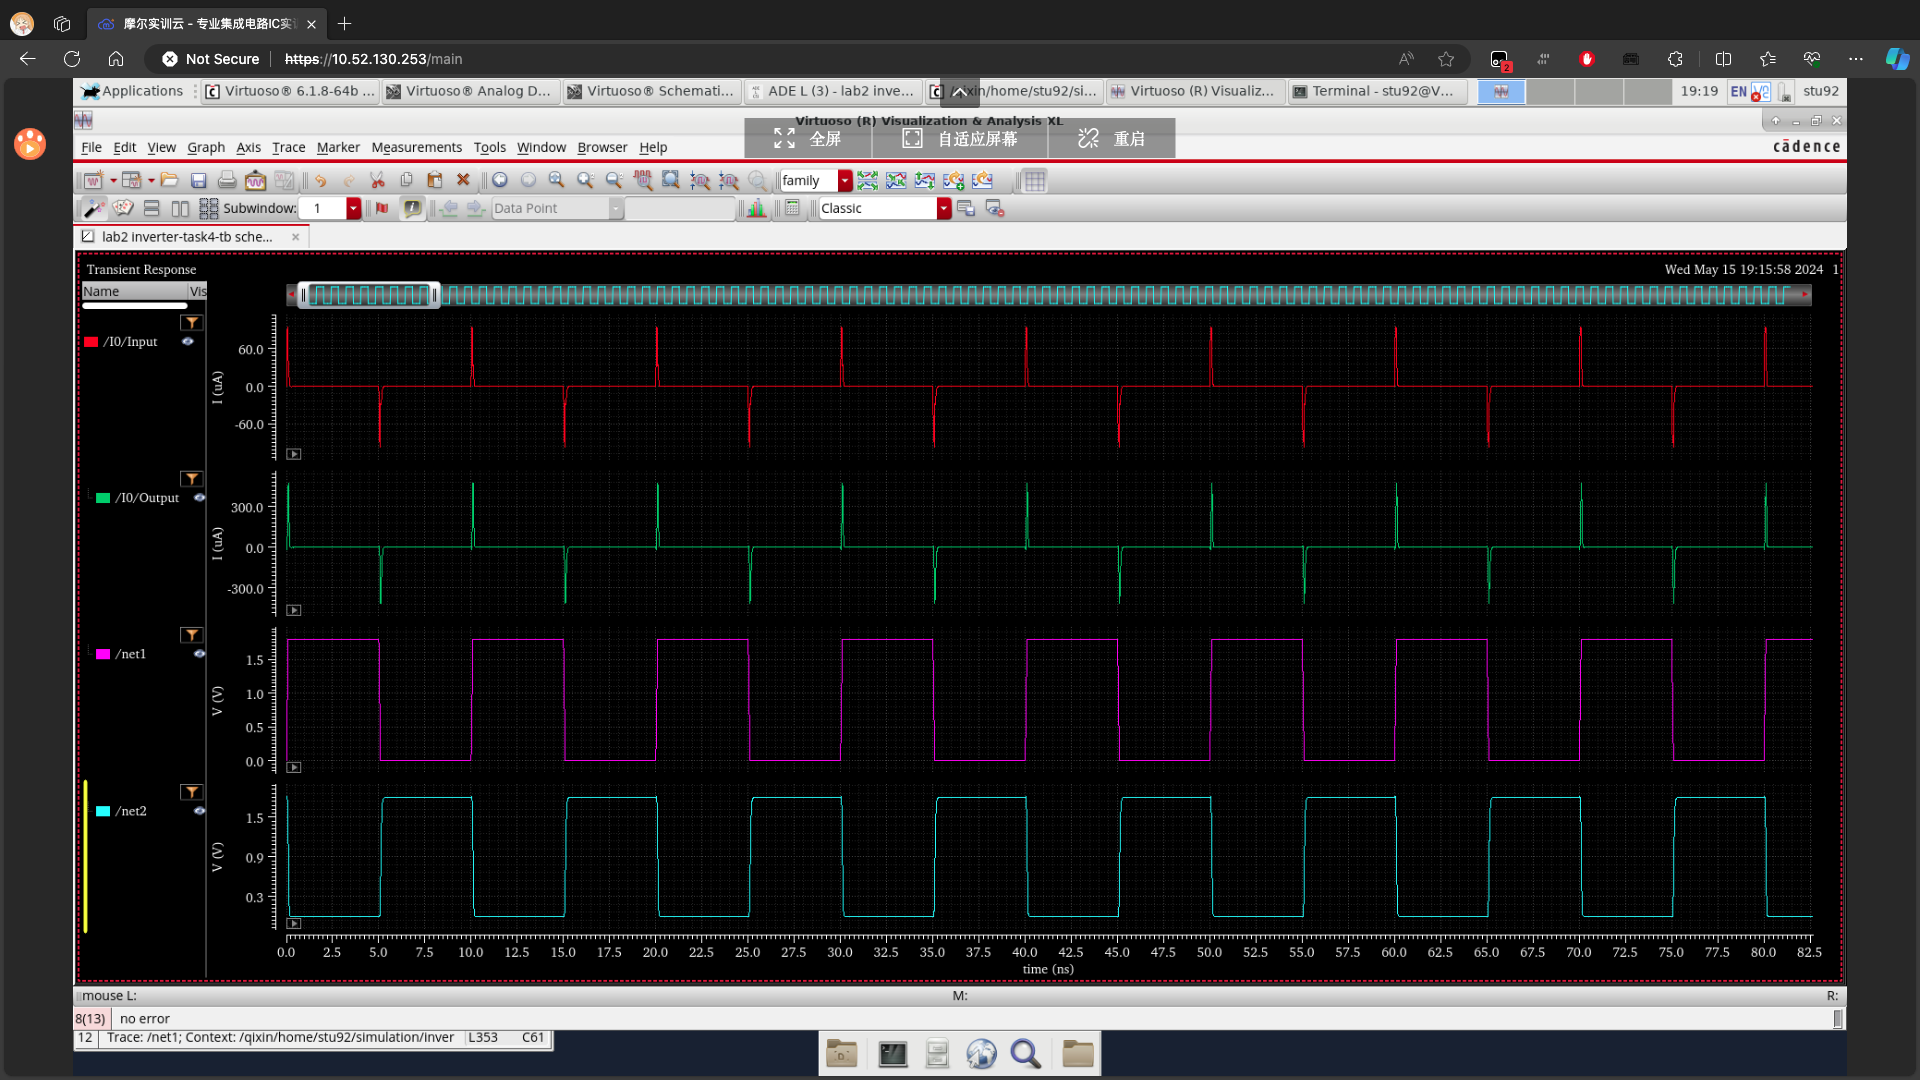 摩尔实训云 - 专业集成电路IC实训
Not Secure https://10.52.130.253/main
2
Applications Virtuoso® 6.1.8-64b ... Virtuoso® Analog D... Virtuoso® Schemati... ADE L (3) - lab2 inve... /qixin/home/stu92/si... Virtuoso (R) Visualiz... Terminal - stu92@V... 19:19 EN stu92
Virtuoso (R) Visualization & Analysis XL
全屏 自适应屏幕 重启
File Edit View Graph Axis Trace Marker Measurements Tools Window Browser Help cādence
family
Subwindow: 1 Data Point Classic
lab2 inverter-task4-tb sche...
Transient Response Wed May 15 19:15:58 2024 1
Name Vis
/I0/Input
I (uA)
60.0
0.0
-60.0
/I0/Output
I (uA)
300.0
0.0
-300.0
/net1
V (V)
1.5
1.0
0.5
0.0
/net2
V (V)
1.5
0.9
0.3
0.0 2.5 5.0 7.5 10.0 12.5 15.0 17.5 20.0 22.5 25.0 27.5 30.0 32.5 35.0 37.5 40.0 42.5 45.0 47.5 50.0 52.5 55.0 57.5 60.0 62.5 65.0 67.5 70.0 72.5 75.0 77.5 80.0 82.5
time (ns)
mouse L: M: R:
8(13) no error
12 Trace: /net1; Context: /qixin/home/stu92/simulation/inver L353 C61